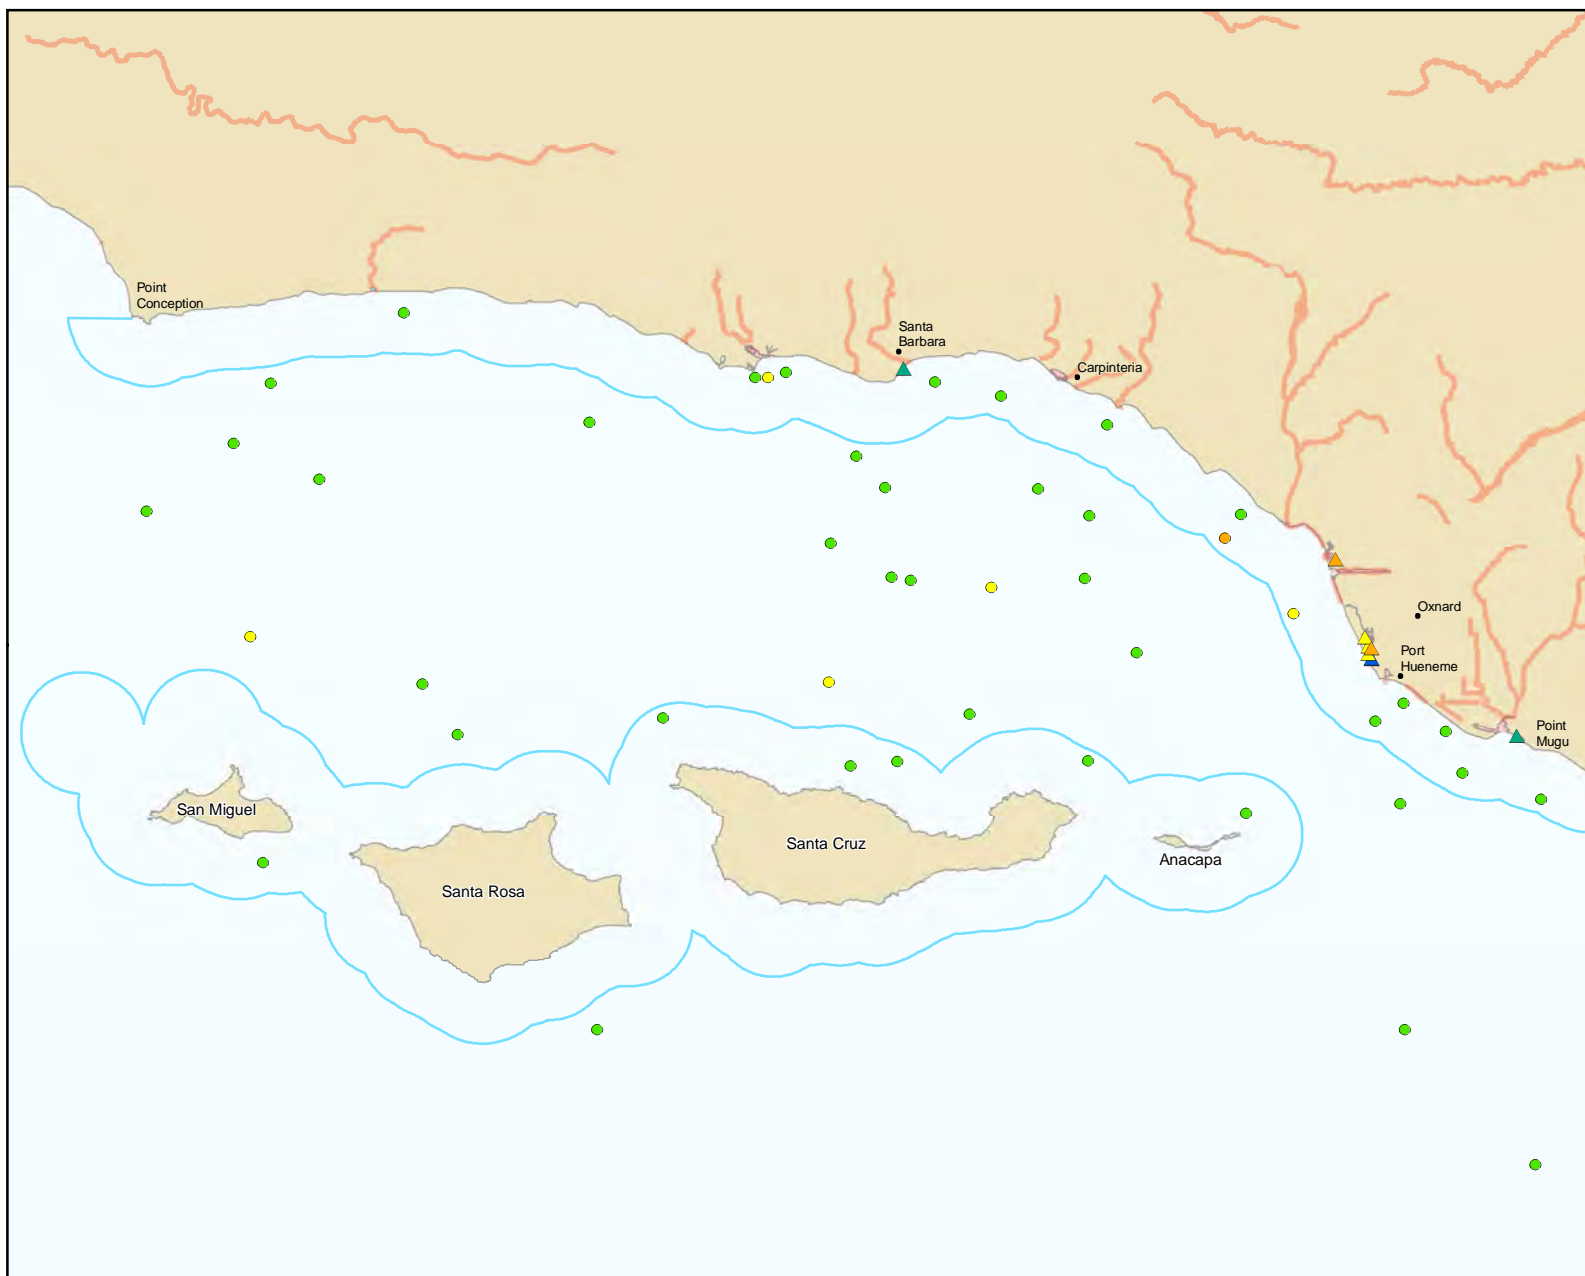 Point
Conception
Santa
Barbara
Carpinteria
Oxnard
Port
Hueneme
Point
Mugu
San Miguel
Santa Cruz
Anacapa
Santa Rosa